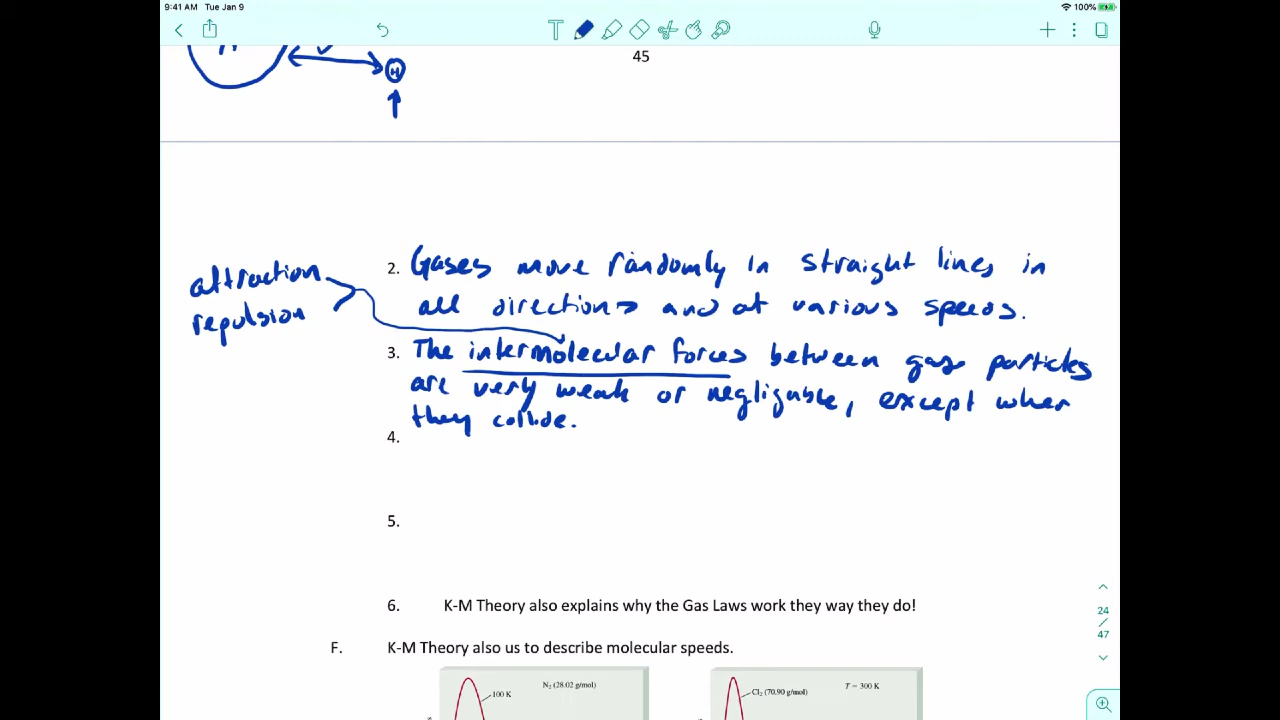 9:41 AM Tue Jan 9
100%
45
attraction
repulsion
2. Gases move randomly in straight lines in
all directions and at various speeds.
3. The intermolecular forces between gas particles
are very weak or negligable, except when
they collide.
4.
5.
6. K-M Theory also explains why the Gas Laws work they way they do!
24
/
47
F. K-M Theory also us to describe molecular speeds.
N2 (28.02 g/mol)
100 K
Cl2 (70.90 g/mol)
T = 300 K